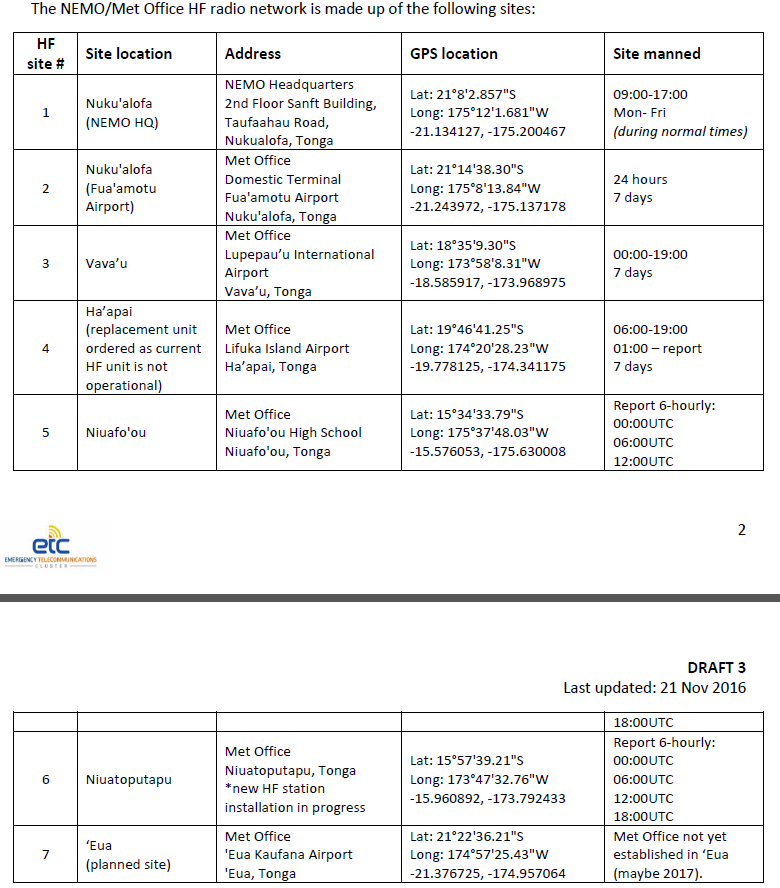 The NEMO/Met Office HF radio network is made up of the following sites:
HF
site #
Site location
Address
GPS location
Site manned
1
Nuku'alofa
(NEMO HQ)
NEMO Headquarters
2nd Floor Sanft Building,
Taufaahau Road,
Nukualofa, Tonga
Lat: 21°8'2.857"S
Long: 175°12'1.681"W
-21.134127, -175.200467
09:00-17:00
Mon- Fri
(during normal times)
2
Nuku'alofa
(Fua'amotu
Airport)
Met Office
Domestic Terminal
Fua'amotu Airport
Nuku'alofa, Tonga
Lat: 21°14'38.30"S
Long: 175°8'13.84"W
-21.243972, -175.137178
24 hours
7 days
3
Vava’u
Met Office
Lupepau’u International
Airport
Vava’u, Tonga
Lat: 18°35'9.30"S
Long: 173°58'8.31"W
-18.585917, -173.968975
00:00-19:00
7 days
4
Ha’apai
(replacement unit
ordered as current
HF unit is not
operational)
Met Office
Lifuka Island Airport
Ha’apai, Tonga
Lat: 19°46'41.25"S
Long: 174°20'28.23"W
-19.778125, -174.341175
06:00-19:00
01:00 – report
7 days
5
Niuafo'ou
Met Office
Niuafo'ou High School
Niuafo'ou, Tonga
Lat: 15°34'33.79"S
Long: 175°37'48.03"W
-15.576053, -175.630008
Report 6-hourly:
00:00UTC
06:00UTC
12:00UTC
2
etc
EMERGENCY TELECOMMUNICATIONS
CLUSTER
DRAFT 3
Last updated: 21 Nov 2016
18:00UTC
6
Niuatoputapu
Met Office
Niuatoputapu, Tonga
*new HF station
installation in progress
Lat: 15°57'39.21"S
Long: 173°47'32.76"W
-15.960892, -173.792433
Report 6-hourly:
00:00UTC
06:00UTC
12:00UTC
18:00UTC
7
‘Eua
(planned site)
Met Office
'Eua Kaufana Airport
'Eua, Tonga
Lat: 21°22'36.21"S
Long: 174°57'25.43"W
-21.376725, -174.957064
Met Office not yet
established in ‘Eua
(maybe 2017).